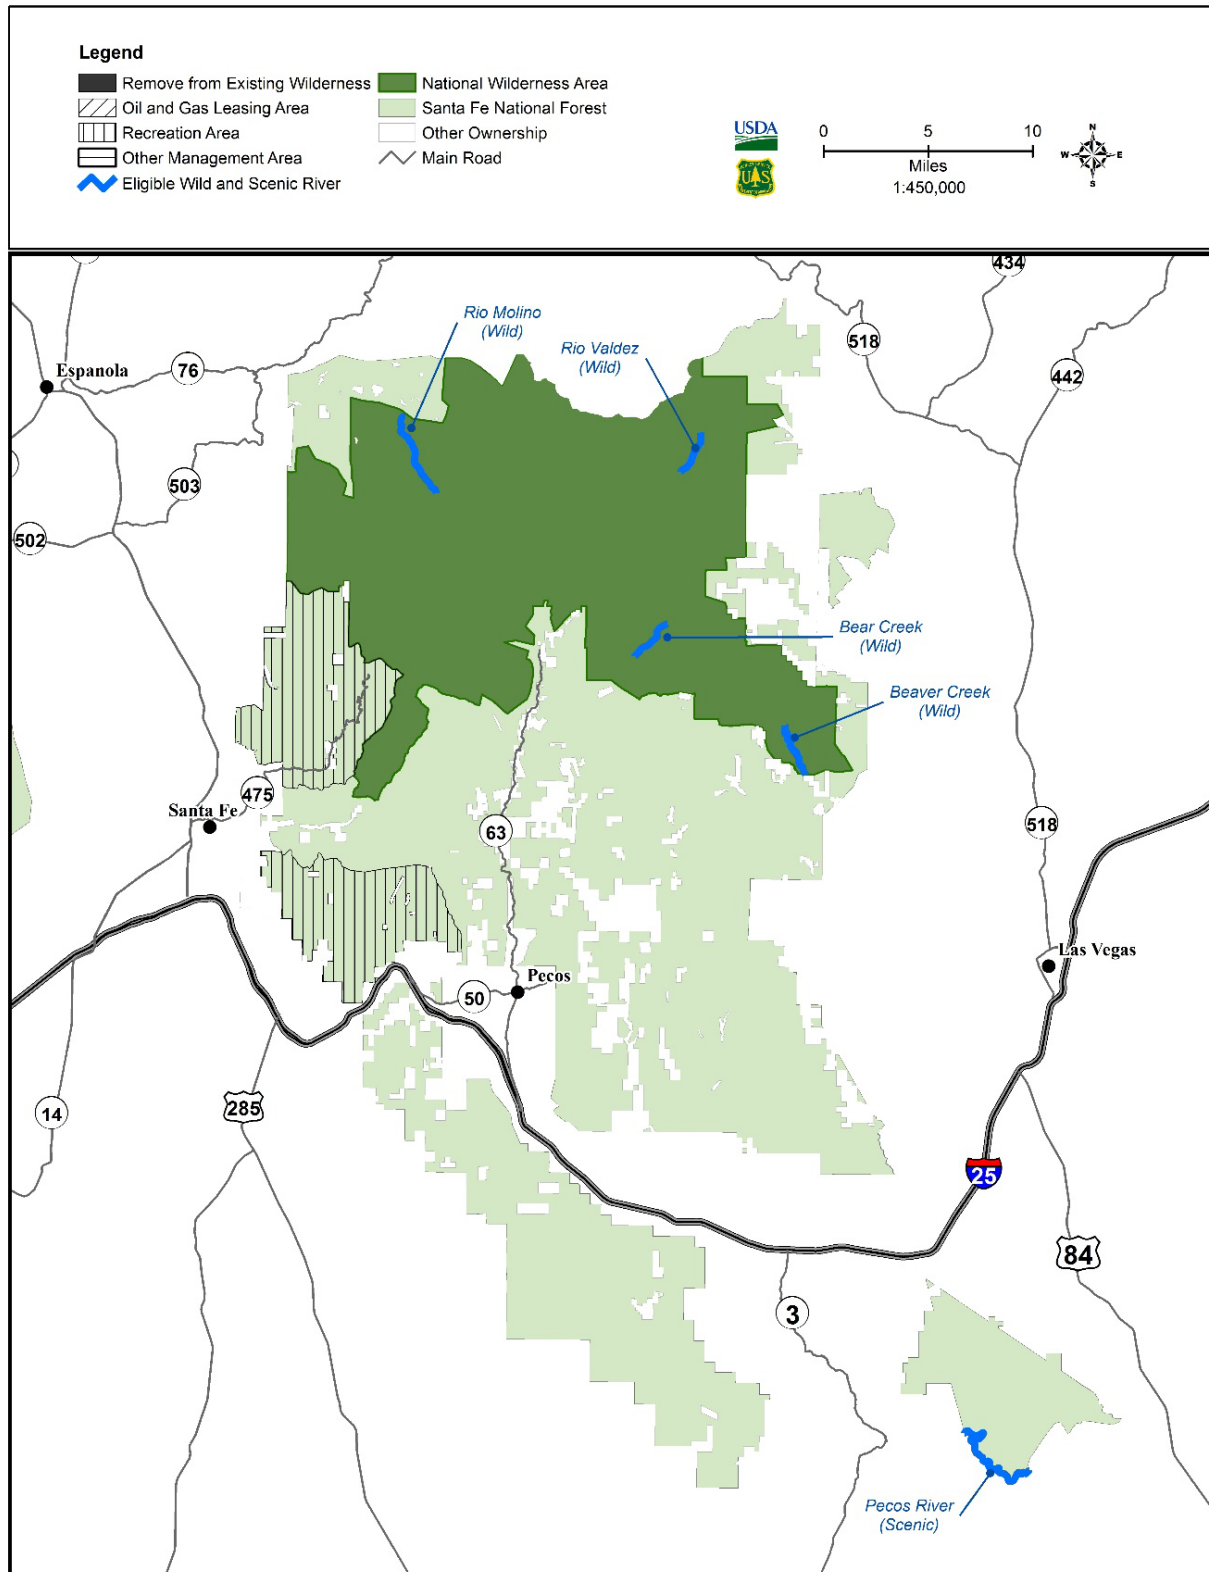 Legend
Remove from Existing Wilderness
Oil and Gas Leasing Area
Recreation Area
Other Management Area
Eligible Wild and Scenic River
National Wilderness Area
Santa Fe National Forest
Other Ownership
Main Road
USDA
UAS
0 5 10
Miles
1:450,000
N
W E
S
434
Rio Molino
(Wild)
518
Rio Valdez
(Wild)
Espanola
76
442
503
502
Bear Creek
(Wild)
Beaver Creek
(Wild)
475
Santa Fe
63
518
Las Vegas
Pecos
50
14
285
25
84
3
Pecos River
(Scenic)